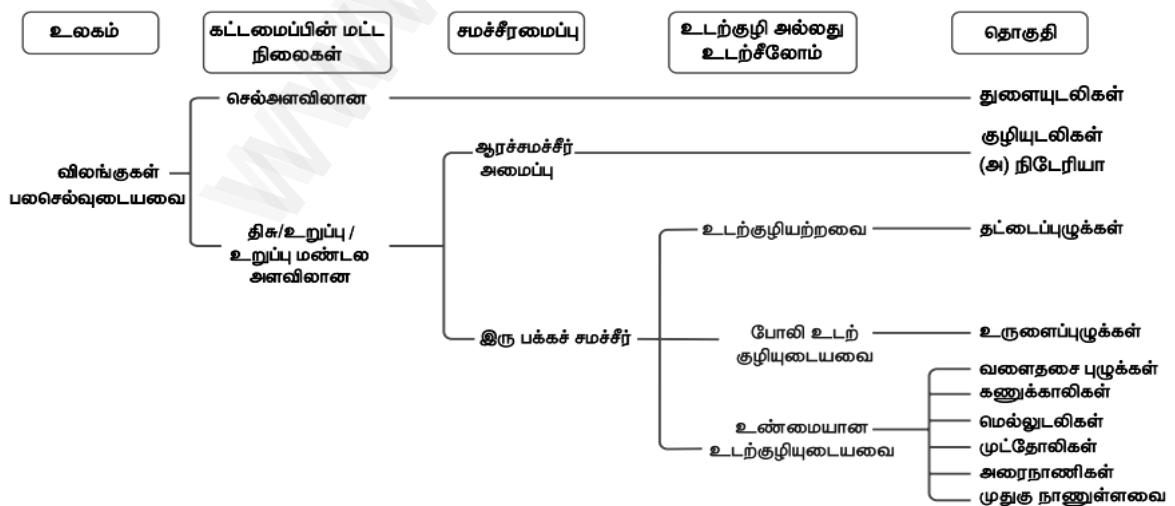 உலகம்
கட்டமைப்பின் மட்ட
நிலைகள்
சமச்சீரமைப்பு
உடற்குழி அல்லது
உடற்சீலோம்
தொகுதி
செல்அளவிலான
துளையுடலிகள்
விலங்குகள்
பலசெல்வுடையவை
ஆரச்சமச்சீர்
அமைப்பு
குழியுடலிகள்
(அ) நிடேரியா
திசு/உறுப்பு /
உறுப்பு மண்டல
அளவிலான
உடற்குழியற்றவை
தட்டைப்புழுக்கள்
இரு பக்கச் சமச்சீர்
போலி உடற்
குழியுடையவை
உருளைப்புழுக்கள்
உண்மையான
உடற்குழியுடையவை
வளைதசை புழுக்கள்
கணுக்காலிகள்
மெல்லுடலிகள்
முட்தோலிகள்
அரைநாணிகள்
முதுகு நாணுள்ளவை